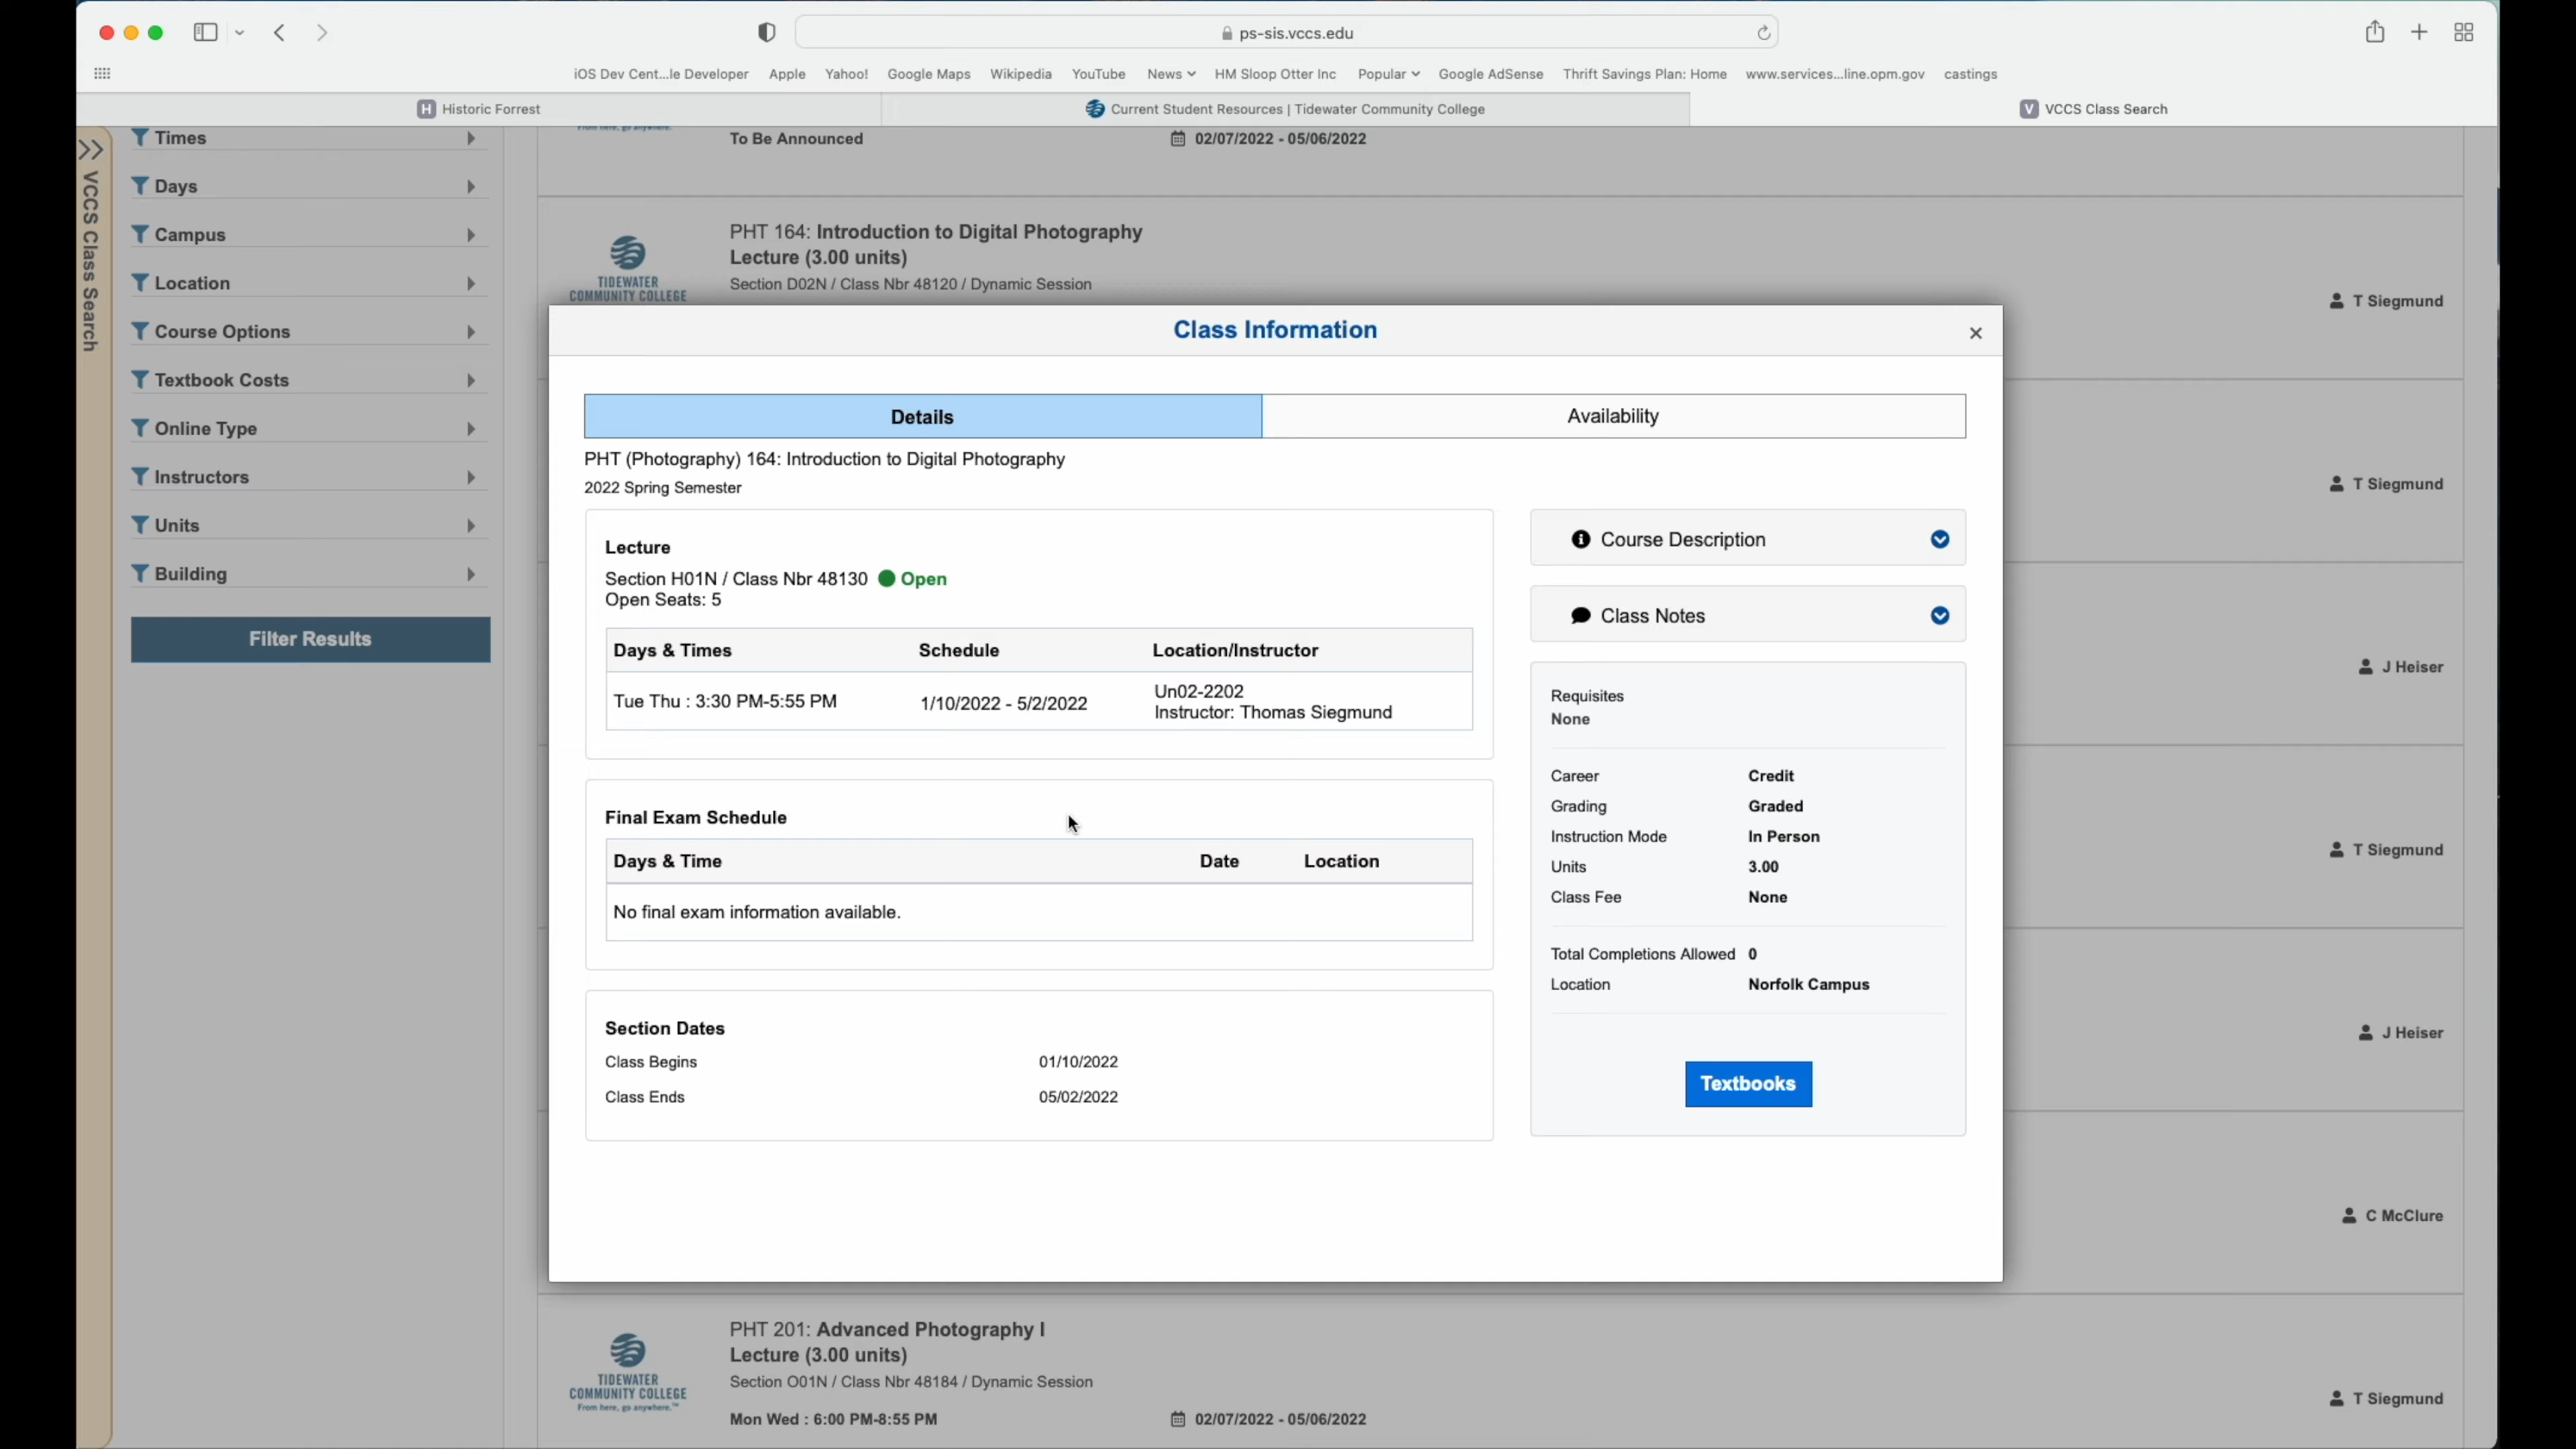 ps-sis.vccs.edu
iOS Dev Cent...le Developer Apple Yahoo! Google Maps Wikipedia YouTube News HM Sloop Otter Inc Popular Google AdSense Thrift Savings Plan: Home www.services...line.opm.gov castings
H Historic Forrest
Current Student Resources | Tidewater Community College
V VCCS Class Search
VCCS Class Search
Times
Days
Campus
Location
Course Options
Textbook Costs
Online Type
Instructors
Units
Building
Filter Results
From here, go anywhere.
To Be Announced
02/07/2022 - 05/06/2022
TIDEWATER
COMMUNITY COLLEGE
PHT 164: Introduction to Digital Photography
Lecture (3.00 units)
Section D02N / Class Nbr 48120 / Dynamic Session
T Siegmund
T Siegmund
J Heiser
T Siegmund
J Heiser
C McClure
Class Information
×
Details
Availability
PHT (Photography) 164: Introduction to Digital Photography
2022 Spring Semester
Lecture
Section H01N / Class Nbr 48130 Open
Open Seats: 5
Days & Times Schedule Location/Instructor
Tue Thu : 3:30 PM-5:55 PM 1/10/2022 - 5/2/2022
Un02-2202
Instructor: Thomas Siegmund
Final Exam Schedule
Days & Time Date Location
No final exam information available.
Section Dates
Class Begins 01/10/2022
Class Ends 05/02/2022
Course Description
Class Notes
Requisites
None
Career Credit
Grading Graded
Instruction Mode In Person
Units 3.00
Class Fee None
Total Completions Allowed 0
Location Norfolk Campus
Textbooks
TIDEWATER
COMMUNITY COLLEGE
From here, go anywhere.™
PHT 201: Advanced Photography I
Lecture (3.00 units)
Section O01N / Class Nbr 48184 / Dynamic Session
Mon Wed : 6:00 PM-8:55 PM
02/07/2022 - 05/06/2022
T Siegmund